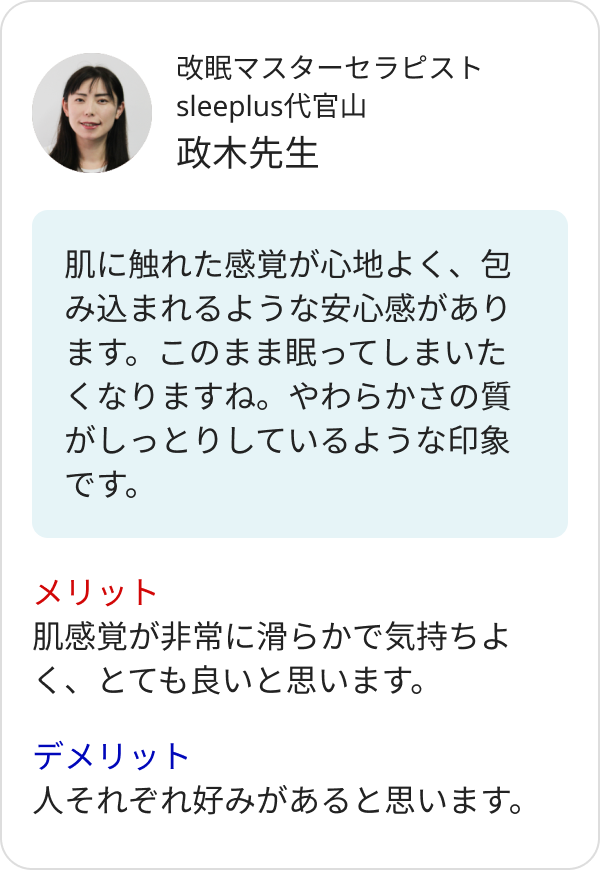 改眠マスターセラピスト
sleeplus代官山
政木先生
肌に触れた感覚が心地よく、包
み込まれるような安心感があり
ます。このまま眠ってしまいた
くなりますね。やわらかさの質
がしっとりしているような印象
です。
メリット
肌感覚が非常に滑らかで気持ちよ
く、とても良いと思います。
デメリット
人それぞれ好みがあると思います。